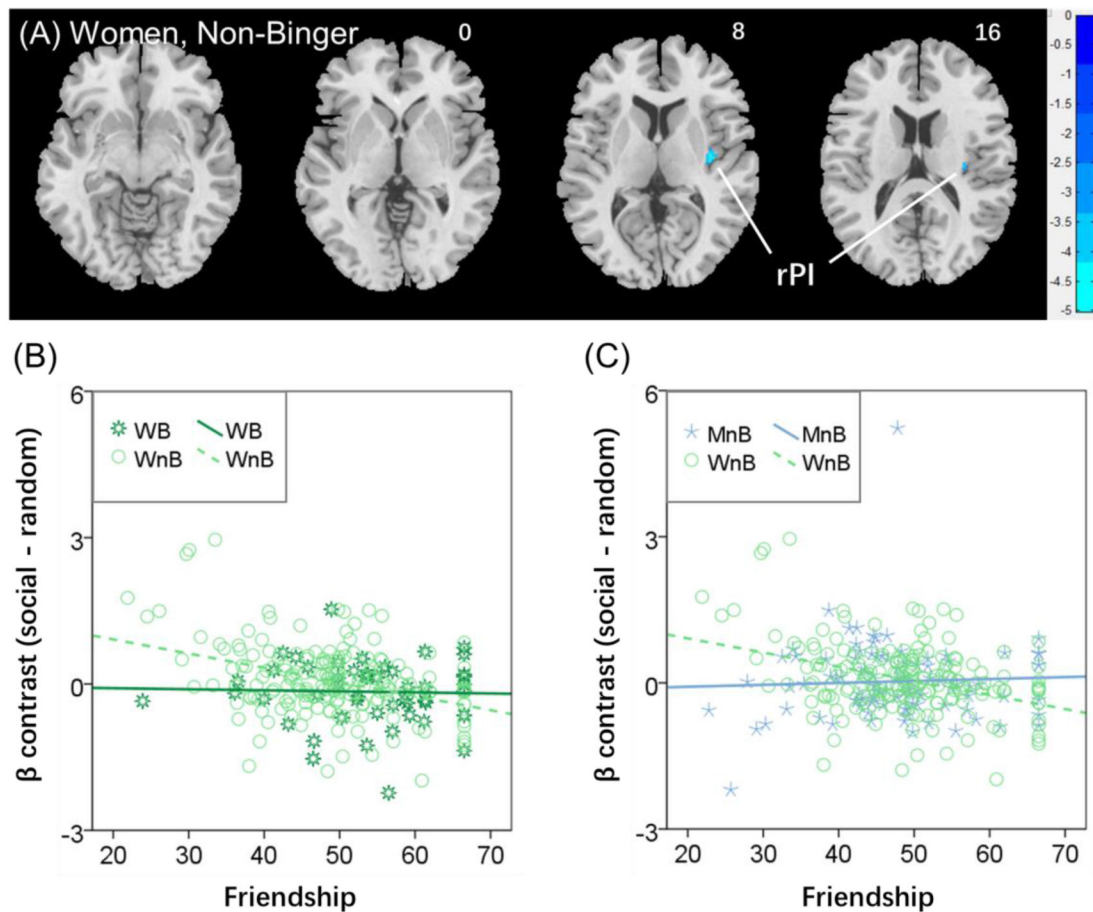 (A) Women, Non-Binger
0
8
16
rPI
0
-0.5
-1
-1.5
-2
-2.5
-3
-3.5
-4
-4.5
-5
(B)
WB WB
WnB WnB
β contrast (social - random)
6
3
0
-3
20 30 40 50 60 70
Friendship
(C)
MnB MnB
WnB WnB
β contrast (social - random)
6
3
0
-3
20 30 40 50 60 70
Friendship